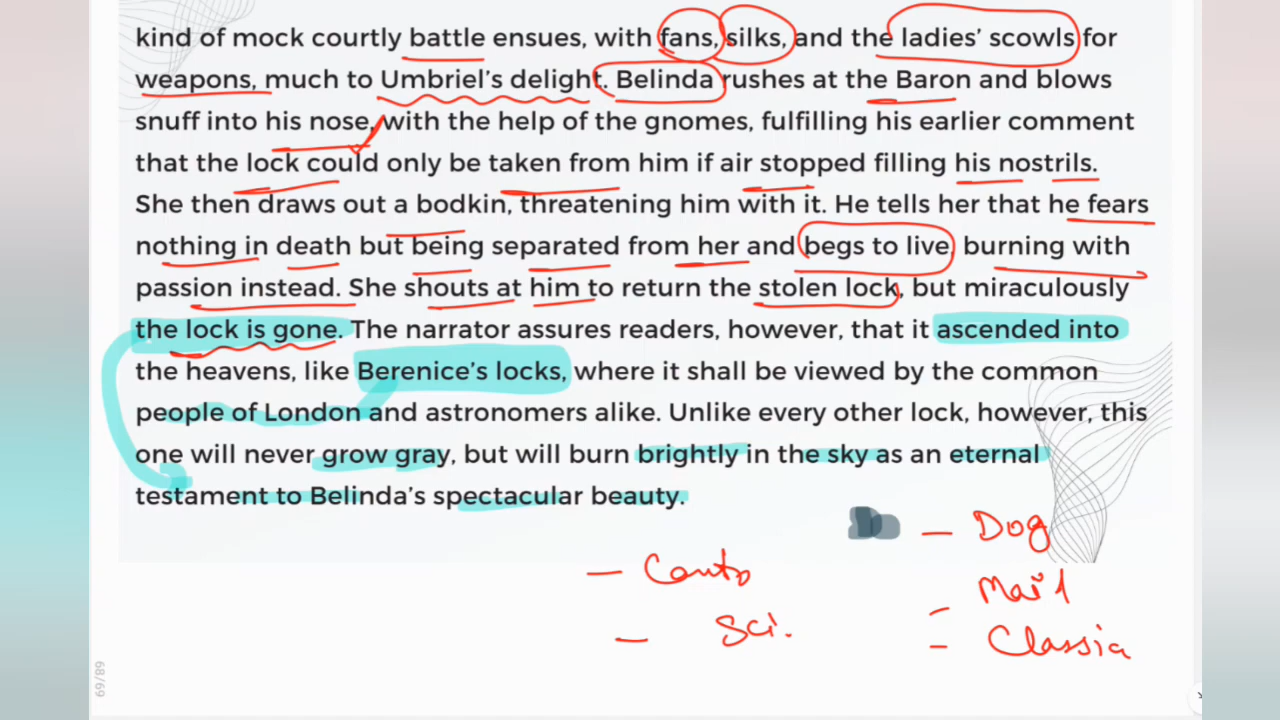 kind of mock courtly battle ensues, with fans, silks, and the ladies’ scowls for
weapons, much to Umbriel’s delight. Belinda rushes at the Baron and blows
snuff into his nose, with the help of the gnomes, fulfilling his earlier comment
that the lock could only be taken from him if air stopped filling his nostrils.
She then draws out a bodkin, threatening him with it. He tells her that he fears
nothing in death but being separated from her and begs to live, burning with
passion instead. She shouts at him to return the stolen lock, but miraculously
the lock is gone. The narrator assures readers, however, that it ascended into
the heavens, like Berenice’s locks, where it shall be viewed by the common
people of London and astronomers alike. Unlike every other lock, however, this
one will never grow gray, but will burn brightly in the sky as an eternal
testament to Belinda’s spectacular beauty.
— Dog
— Canto
Mail
— Sci.
— Classia
68/69